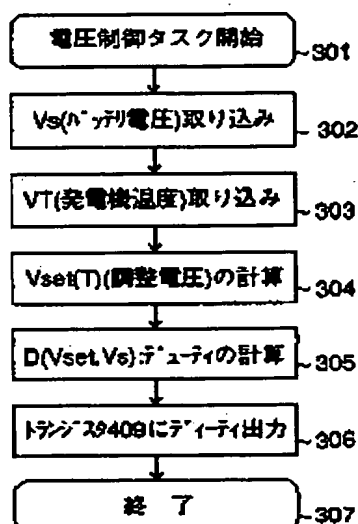 電圧制御タスク開始
301
Vs(ﾊﾞｯﾃﾘ電圧)取り込み
302
VT(発電機温度)取り込み
303
Vset(T)(調整電圧)の計算
304
D(Vset,Vs):デューティの計算
305
ﾄﾗﾝｼﾞｽﾀ409にディーティ出力
306
終 了
307